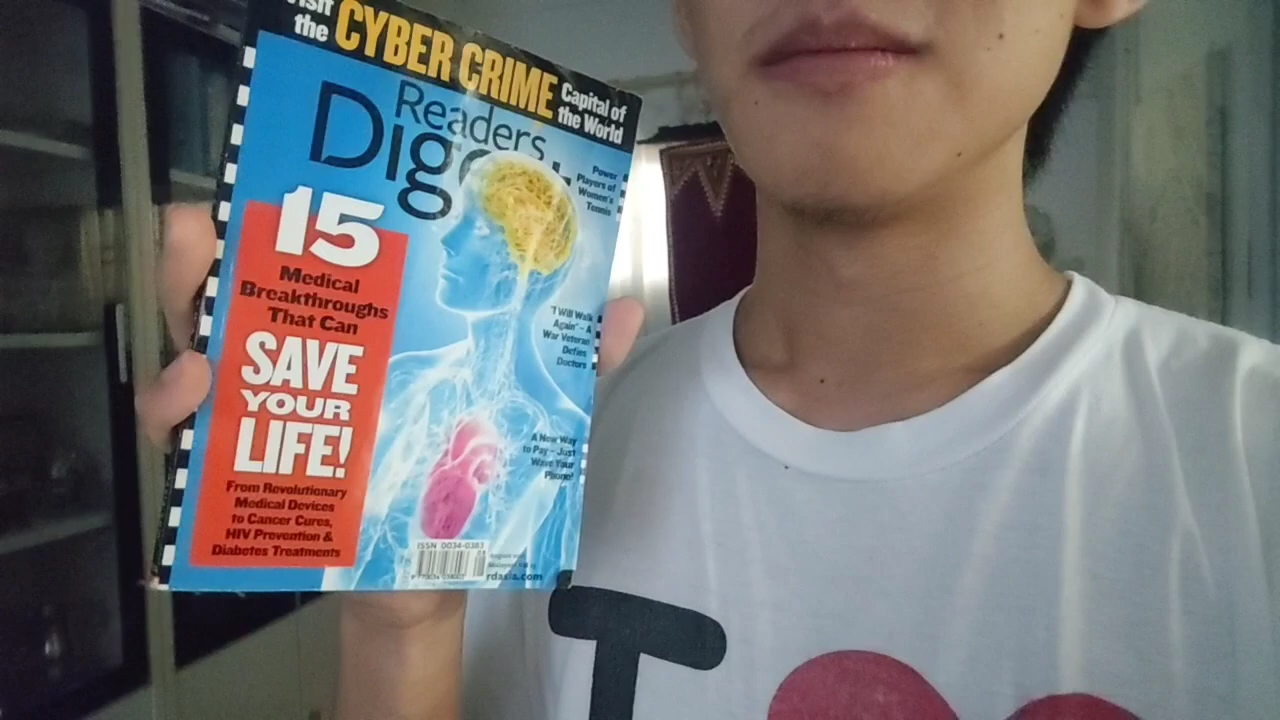 the CYBER CRIME Capital of
the World
Readers
Power
Players of
Women's
Tennis
15
Medical
Breakthroughs
That Can
SAVE
YOUR
LIFE!
From Revolutionary
Medical Devices
to Cancer Cures,
HIV Prevention &
Diabetes Treatments
"I Will Walk
Again" – A
War Veteran
Defies
Doctors
A New Way
to Pay – Just
Wave Your
Phone!
ISSN 0034-0383
August
rdasia.com
I